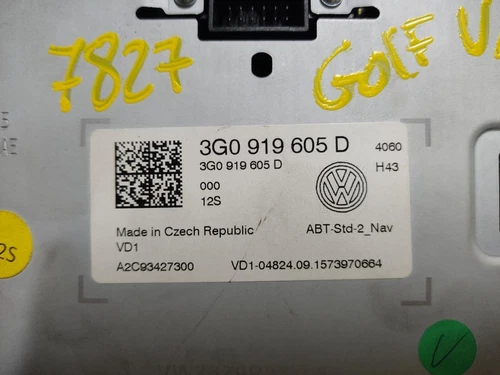 7827
GOLF
3G0 919 605 D 4060
3G0 919 605 D H43
000
12S
Made in Czech Republic ABT-Std-2_Nav
VD1
A2C93427300 VD1-04824.09.1573970664
2S
V